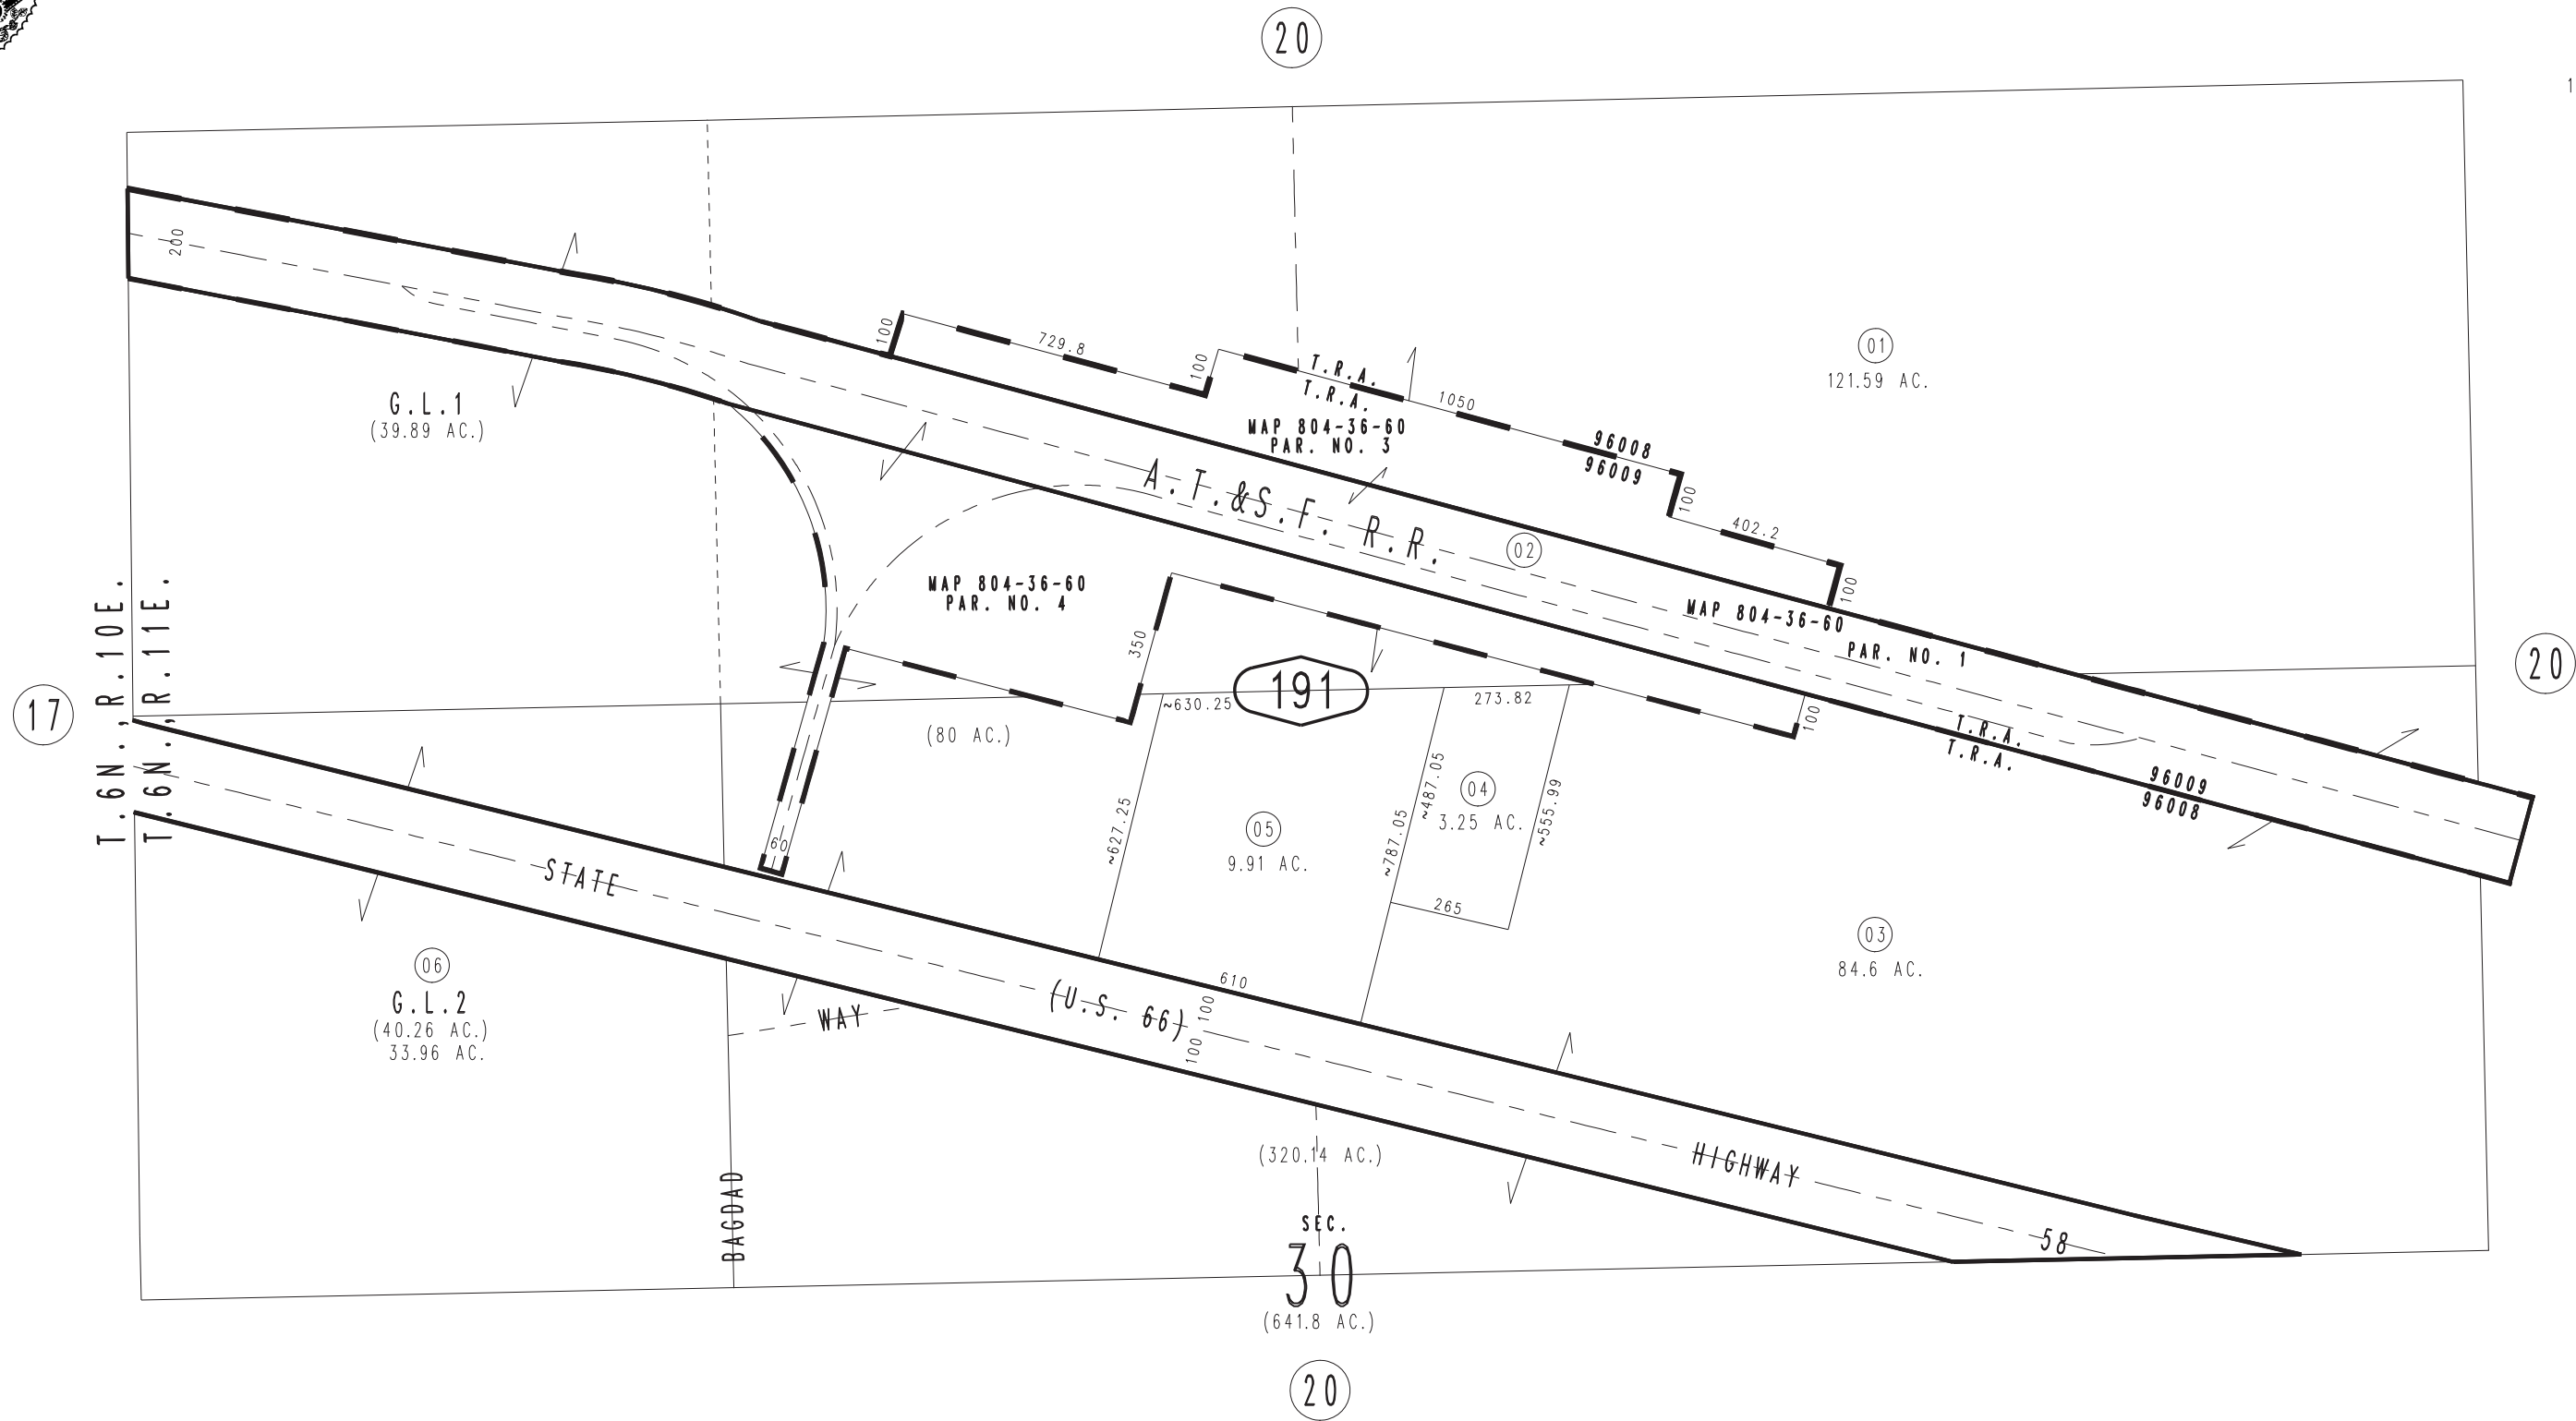 20
1
200
100
729.8
100
T.R.A.
T.R.A.
1050
01
121.59 AC.
G.L.1
(39.89 AC.)
MAP 804-36-60
PAR. NO. 3
96008
96009
100
402.2
100
A.T.&S.F. R.R.
02
MAP 804-36-60
PAR. NO. 4
MAP 804-36-60
PAR. NO. 1
350
T.6N.,R.10E.
T.6N.,R.11E.
17
20
191
~630.25
273.82
100
T.R.A.
T.R.A.
(80 AC.)
96009
96008
~487.05
04
3.25 AC.
~555.99
~627.25
05
9.91 AC.
~787.05
60
265
STATE
03
84.6 AC.
06
G.L.2
(40.26 AC.)
33.96 AC.
610
(U.S. 66)
100
100
WAY
HIGHWAY
58
(320.14 AC.)
BAGDAD
SEC.
30
(641.8 AC.)
20